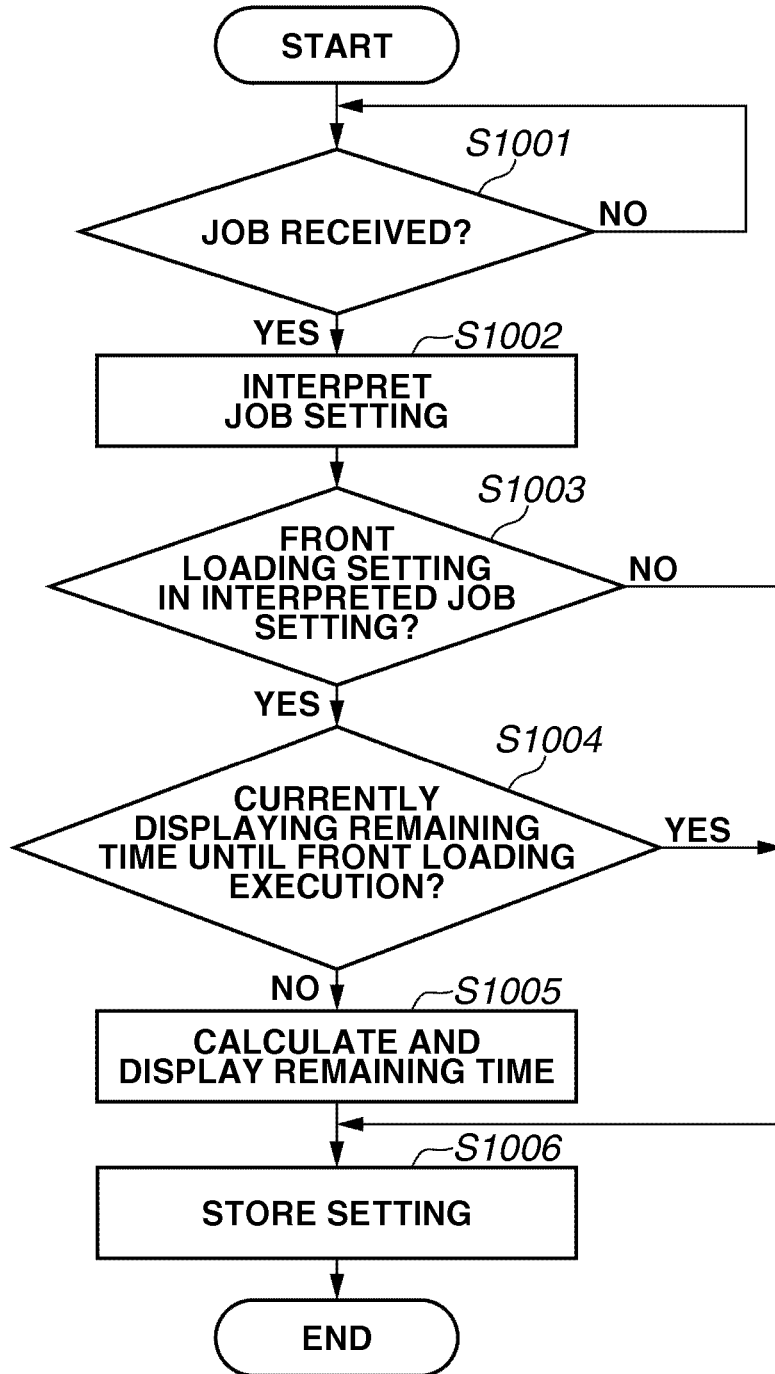 START
S1001
JOB RECEIVED?
NO
YES
S1002
INTERPRET
JOB SETTING
S1003
FRONT
LOADING SETTING
IN INTERPRETED JOB
SETTING?
NO
YES
S1004
CURRENTLY
DISPLAYING REMAINING
TIME UNTIL FRONT LOADING
EXECUTION?
YES
NO
S1005
CALCULATE AND
DISPLAY REMAINING TIME
S1006
STORE SETTING
END